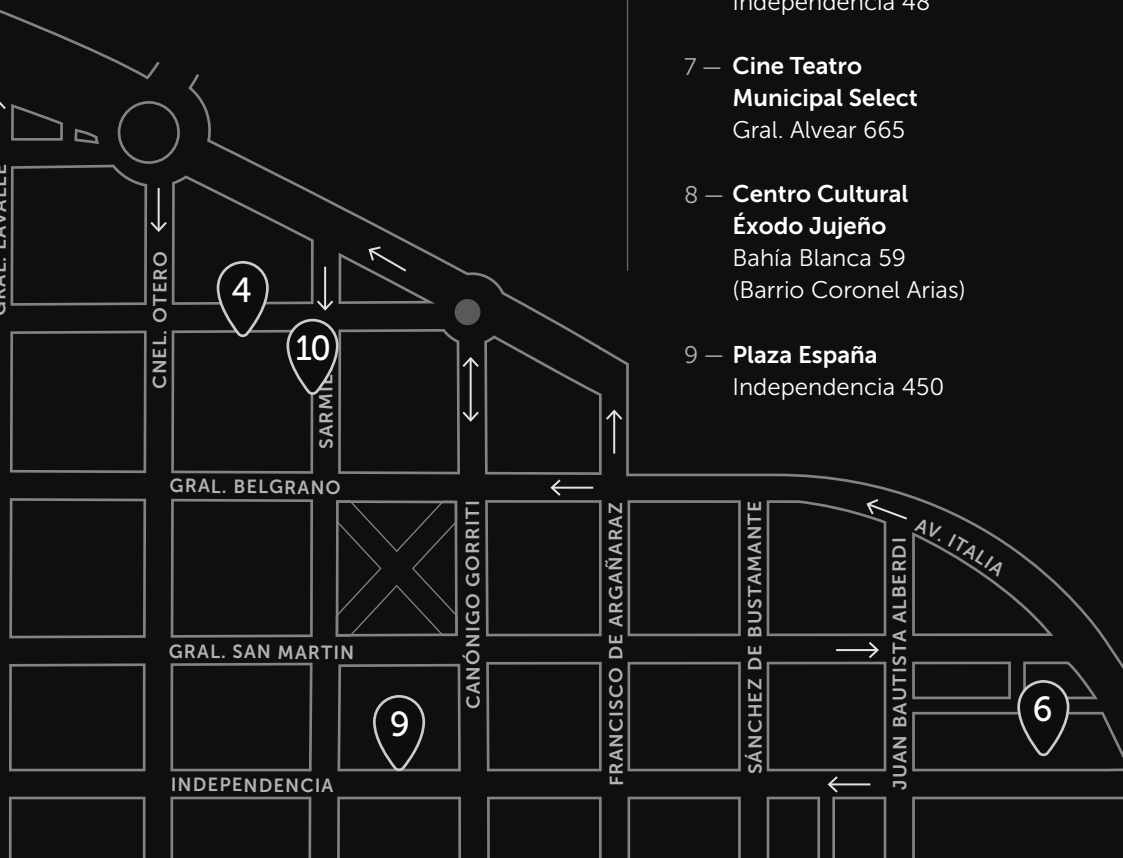 Independencia 48
7 — Cine Teatro
Municipal Select
Gral. Alvear 665
8 — Centro Cultural
Éxodo Jujeño
Bahía Blanca 59
(Barrio Coronel Arias)
9 — Plaza España
Independencia 450
GRAL. LAVALLE
CNEL. OTERO
4
10
GRAL. BELGRANO
CANÓNIGO GORRITI
FRANCISCO DE ARGAÑARAZ
SÁNCHEZ DE BUSTAMANTE
JUAN BAUTISTA ALBERDI
AV. ITALIA
GRAL. SAN MARTIN
9
6
INDEPENDENCIA